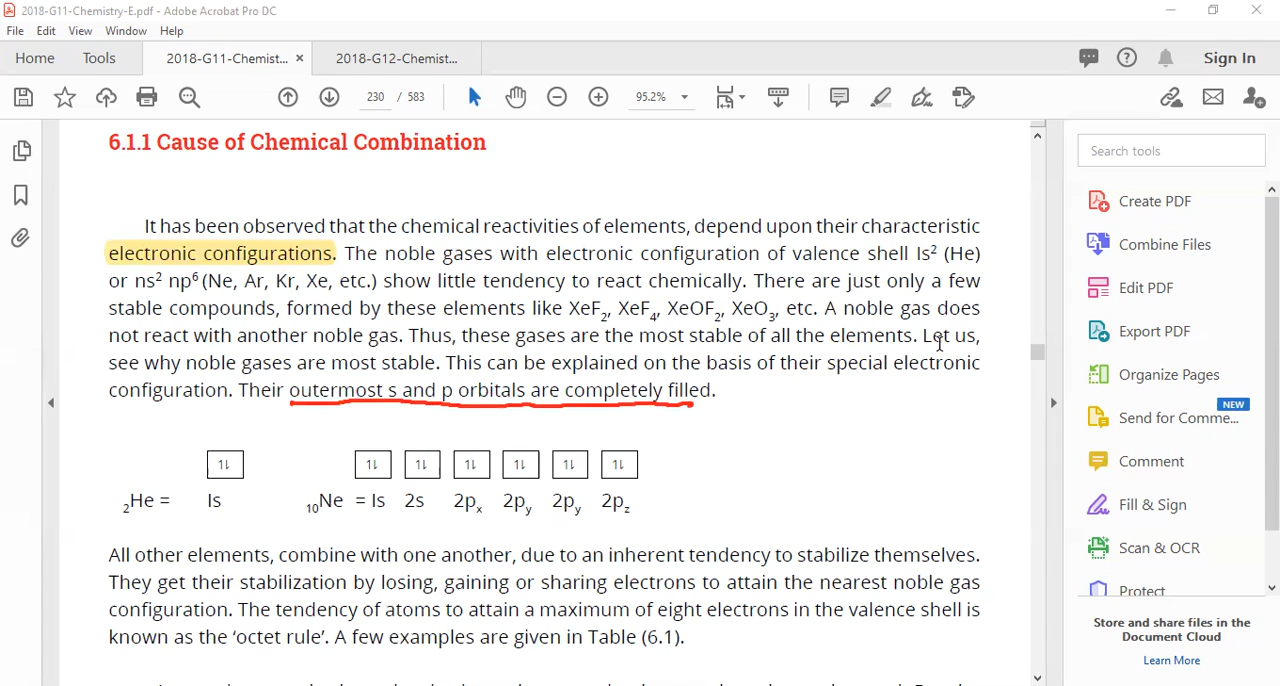 2018-G11-Chemistry-E.pdf - Adobe Acrobat Pro DC
File Edit View Window Help
Home Tools 2018-G11-Chemist... × 2018-G12-Chemist... Sign In
230 / 583 95.2%
6.1.1 Cause of Chemical Combination
It has been observed that the chemical reactivities of elements, depend upon their characteristic
electronic configurations. The noble gases with electronic configuration of valence shell Is² (He)
or ns² np⁶ (Ne, Ar, Kr, Xe, etc.) show little tendency to react chemically. There are just only a few
stable compounds, formed by these elements like XeF₂, XeF₄, XeOF₂, XeO₃, etc. A noble gas does
not react with another noble gas. Thus, these gases are the most stable of all the elements. Let us,
see why noble gases are most stable. This can be explained on the basis of their special electronic
configuration. Their outermost s and p orbitals are completely filled.
↿⇂ ↿⇂ ↿⇂ ↿⇂ ↿⇂ ↿⇂ ↿⇂
₂He = Is ₁₀Ne = Is 2s 2pₓ 2pᵧ 2pᵧ 2p_z
All other elements, combine with one another, due to an inherent tendency to stabilize themselves.
They get their stabilization by losing, gaining or sharing electrons to attain the nearest noble gas
configuration. The tendency of atoms to attain a maximum of eight electrons in the valence shell is
known as the ‘octet rule’. A few examples are given in Table (6.1).
Search tools
Create PDF
Combine Files
Edit PDF
Export PDF
Organize Pages
NEW
Send for Comme...
Comment
Fill & Sign
Scan & OCR
Protect
Store and share files in the
Document Cloud
Learn More